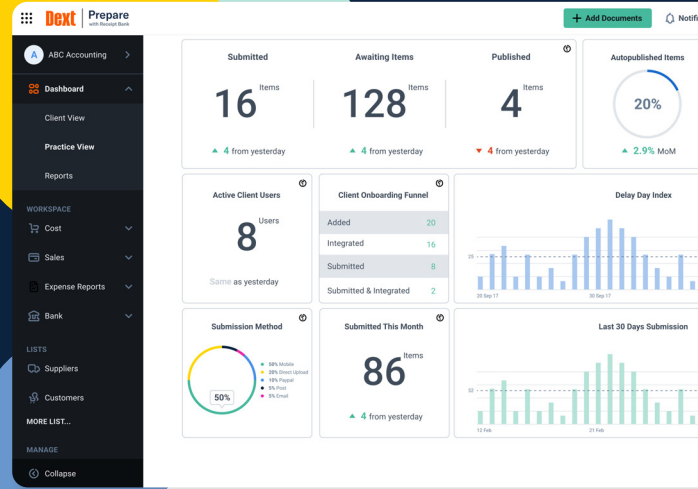 Dext
Prepare
with Receipt Bank
+ Add Documents
Notifi
A
ABC Accounting
Dashboard
Client View
Practice View
Reports
WORKSPACE
Cost
Sales
Expense Reports
Bank
LISTS
Suppliers
Customers
MORE LIST...
MANAGE
Collapse
Submitted
16 Items
4 from yesterday
Awaiting Items
128 Items
4 from yesterday
Published
4 Items
4 from yesterday
Autopublished Items
20%
2.9% MoM
Active Client Users
8 Users
Same as yesterday
Client Onboarding Funnel
Added 20
Integrated 16
Submitted 8
Submitted & Integrated 2
Delay Day Index
25
20 Sep 17 30 Sep 17
Submission Method
50%
50% Mobile
20% Direct Upload
10% Paypal
5% Post
5% Email
Submitted This Month
86 Items
4 from yesterday
Last 30 Days Submission
52
12 Feb 21 Feb